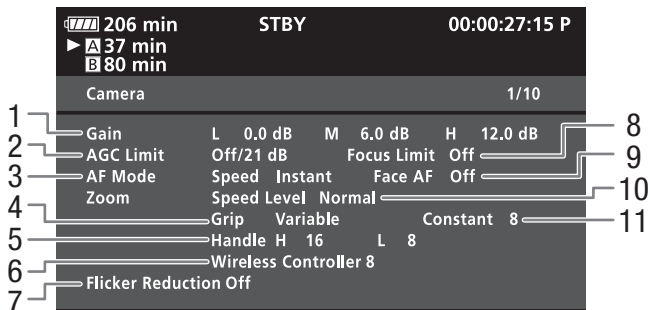 206 min STBY 00:00:27:15 P
A 37 min
B 80 min
Camera 1/10
1 Gain L 0.0 dB M 6.0 dB H 12.0 dB
2 AGC Limit Off/21 dB Focus Limit Off 8
3 AF Mode Speed Instant Face AF Off 9
Zoom Speed Level Normal 10
4 Grip Variable Constant 8 11
5 Handle H 16 L 8
6 Wireless Controller 8
7 Flicker Reduction Off